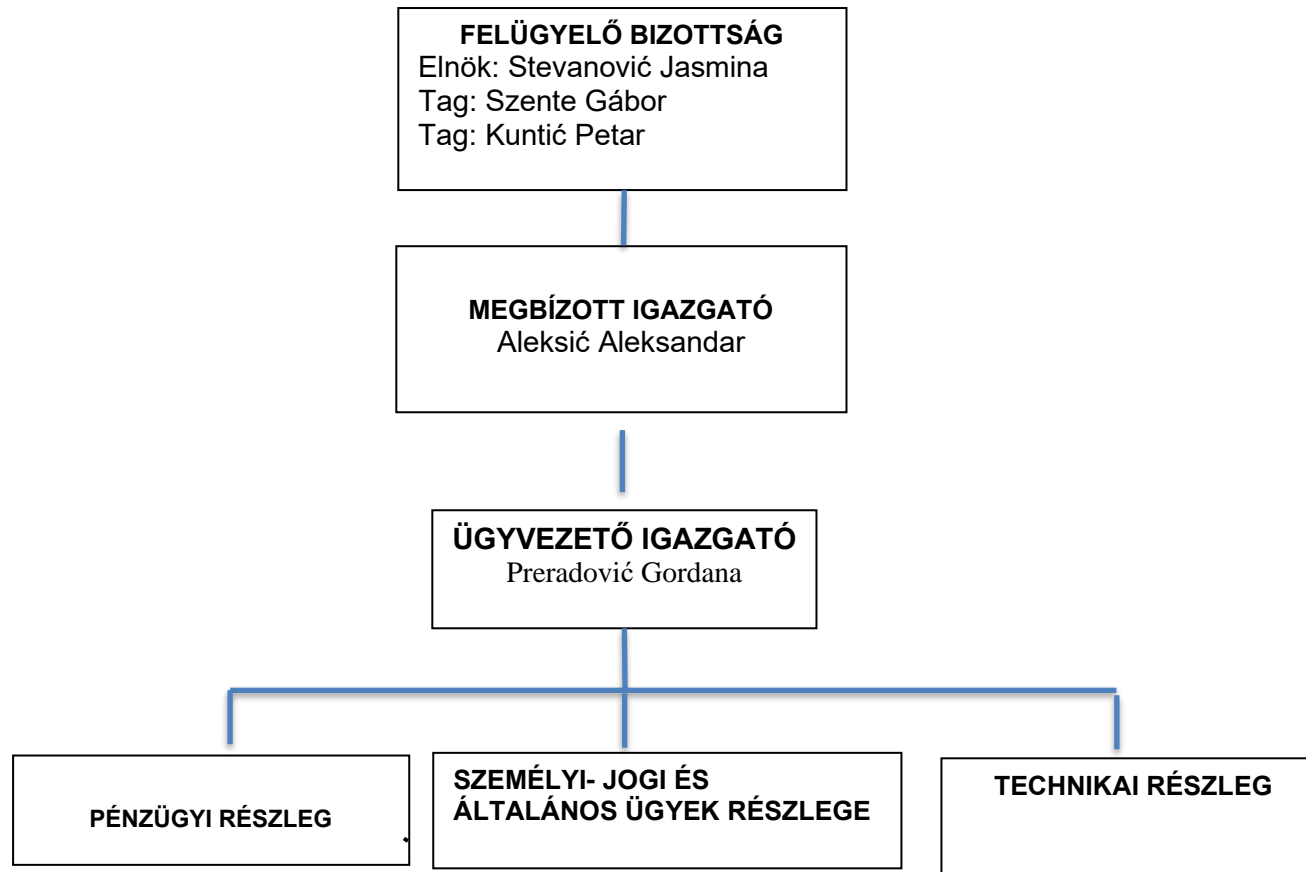 FELÜGYELŐ BIZOTTSÁG
Elnök: Stevanović Jasmina
Tag: Szente Gábor
Tag: Kuntić Petar
MEGBÍZOTT IGAZGATÓ
Aleksić Aleksandar
ÜGYVEZETŐ IGAZGATÓ
Preradović Gordana
PÉNZÜGYI RÉSZLEG
.
SZEMÉLYI- JOGI ÉS
ÁLTALÁNOS ÜGYEK RÉSZLEGE
TECHNIKAI RÉSZLEG